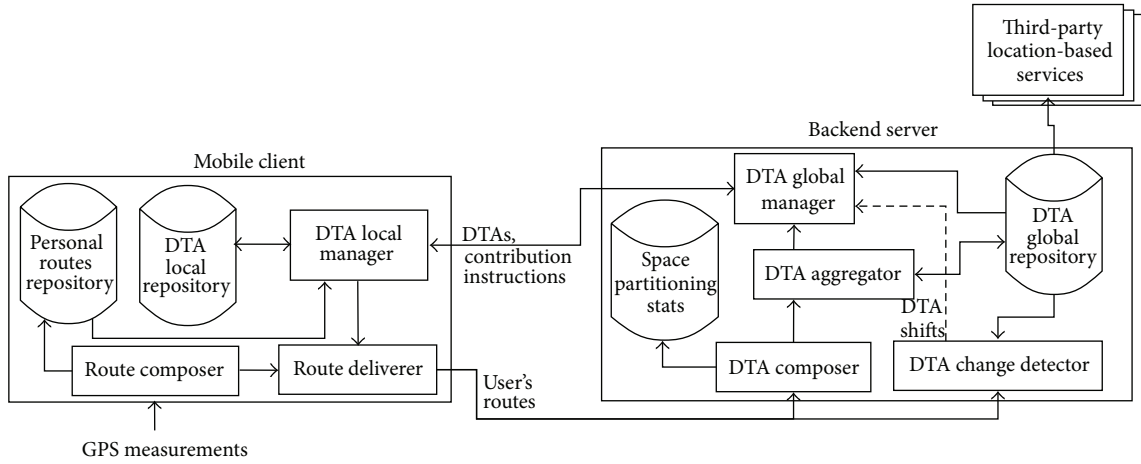 Third-party
location-based
services
Backend server
Mobile client
Personal
routes
repository
DTA
local
repository
DTA local
manager
DTAs,
contribution
instructions
Route composer
Route deliverer
User's
routes
GPS measurements
DTA global
manager
Space
partitioning
stats
DTA aggregator
DTA
global
repository
DTA
shifts
DTA composer
DTA change detector